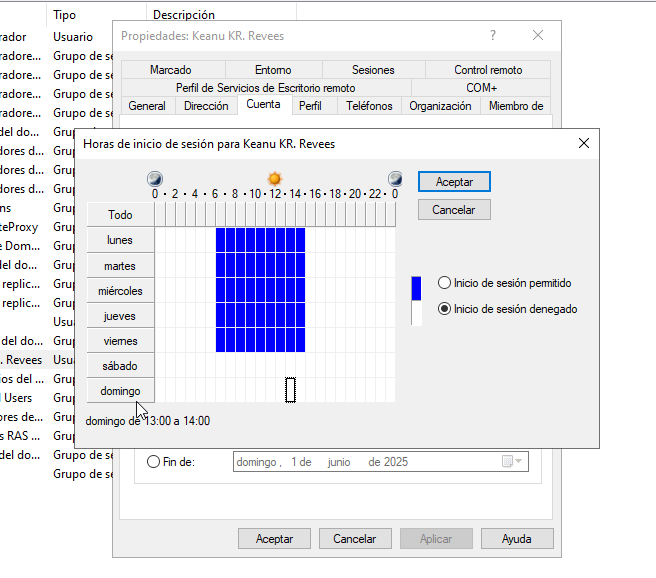 Tipo Descripción
rador Usuario
radore... Grupo de se
radore... Grupo de se
radore... Grupo de se
radore... Grupo de se
del do... Grup
dores d... Grup
dores d... Grup
dores d... Grup
ns Grup
teProxy Grup
e Dom... Grup
del do... Grup
replic... Grup
replic... Grup
Usua
del do... Grup
. Revees Usua
ios del ... Grup
l Users Grup
ores de... Grup
s RAS ... Grup
del do... Grup
Grupo de se
Propiedades: Keanu KR. Revees ?
Marcado Entorno Sesiones Control remoto
Perfil de Servicios de Escritorio remoto COM+
General Dirección Cuenta Perfil Teléfonos Organización Miembro de
Horas de inicio de sesión para Keanu KR. Revees
0 · 2 · 4 · 6 · 8 · 10 · 12 · 14 · 16 · 18 · 20 · 22 · 0
Todo
lunes
martes
miércoles
jueves
viernes
sábado
domingo
domingo de 13:00 a 14:00
Aceptar
Cancelar
Inicio de sesión permitido
Inicio de sesión denegado
Fin de: domingo , 1 de junio de 2025
Aceptar Cancelar Aplicar Ayuda